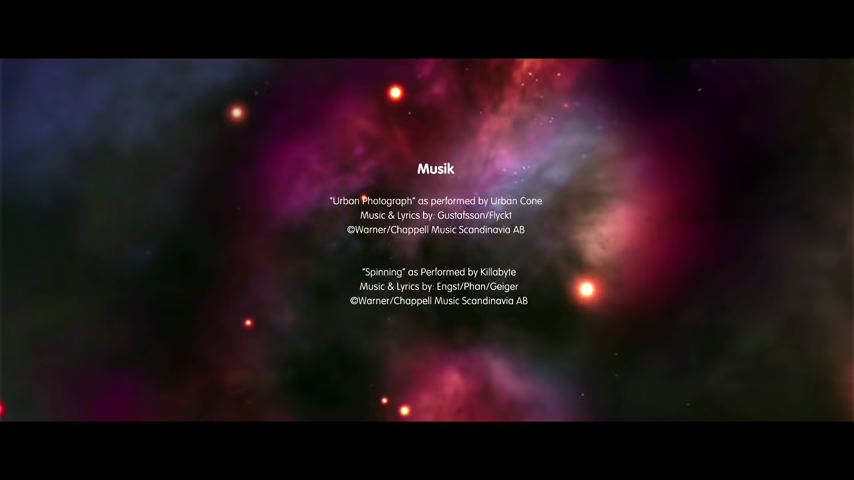 Musik
"Urban Photograph" as performed by Urban Cone
Music & Lyrics by: Gustafsson/Flyckt
©Warner/Chappell Music Scandinavia AB
"Spinning" as Performed by Killabyte
Music & Lyrics by: Engst/Phan/Geiger
©Warner/Chappell Music Scandinavia AB